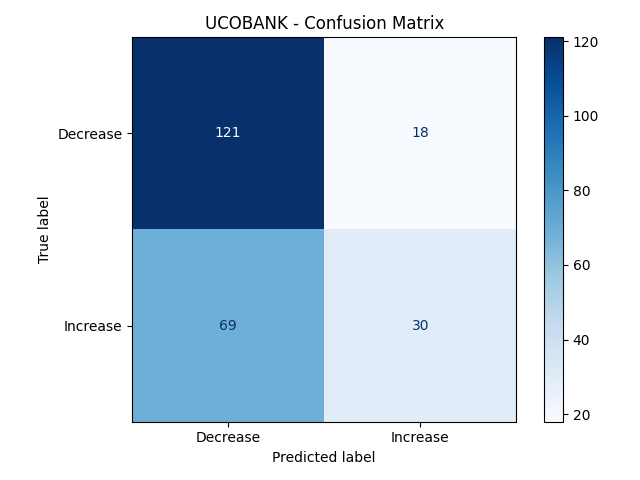 UCOBANK - Confusion Matrix
True label
Decrease
121
18
Increase
69
30
Decrease
Increase
Predicted label
120
100
80
60
40
20